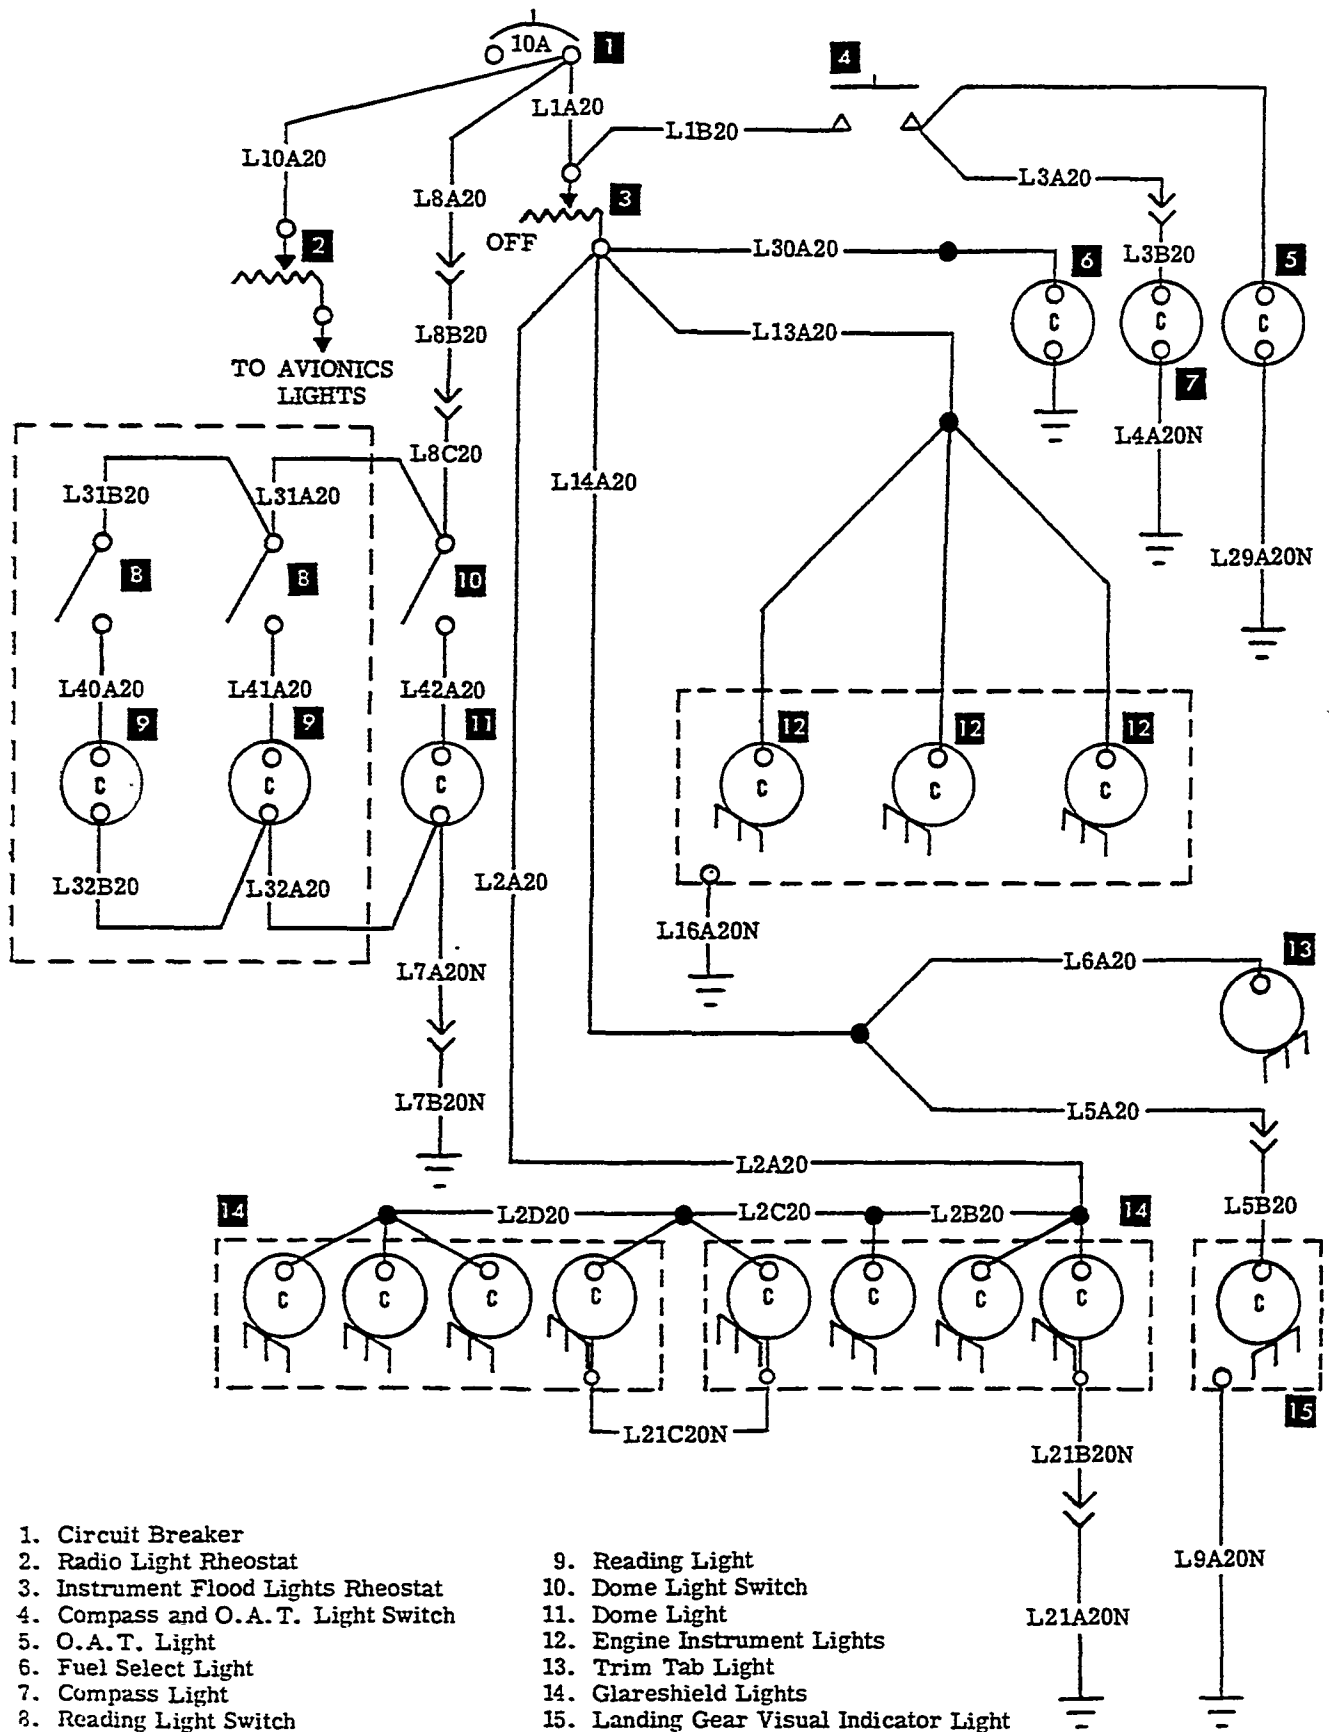 10A
1
4
L1A20
L1B20
L10A20
L3A20
L8A20
3
2
OFF
L30A20
6
L3B20
5
C
C
C
L8B20
L13A20
TO AVIONICS
LIGHTS
7
L4A20N
L8C20
L14A20
L31B20
L31A20
L29A20N
8
8
10
L40A20
L41A20
L42A20
9
9
11
12
12
12
C
C
C
C
C
C
L32B20
L32A20
L2A20
L16A20N
L6A20
13
L7A20N
L7B20N
L5A20
L2A20
14
L2D20
L2C20
L2B20
14
L5B20
C
C
C
C
C
C
C
C
C
15
L21C20N
L21B20N
L9A20N
L21A20N
1. Circuit Breaker
2. Radio Light Rheostat
3. Instrument Flood Lights Rheostat
4. Compass and O.A.T. Light Switch
5. O.A.T. Light
6. Fuel Select Light
7. Compass Light
8. Reading Light Switch
9. Reading Light
10. Dome Light Switch
11. Dome Light
12. Engine Instrument Lights
13. Trim Tab Light
14. Glareshield Lights
15. Landing Gear Visual Indicator Light